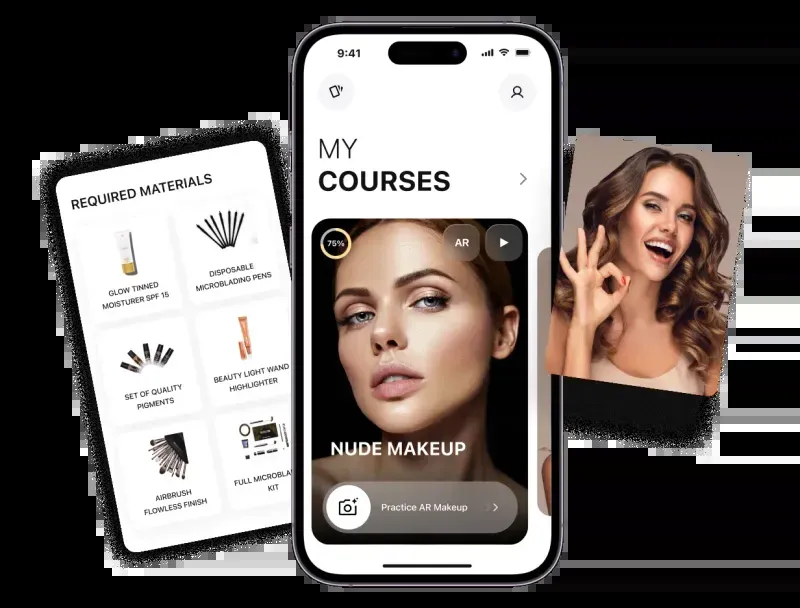 REQUIRED MATERIALS
GLOW TINNED
MOISTURER SPF 15
DISPOSABLE
MICROBLADING PENS
SET OF QUALITY
PIGMENTS
BEAUTY LIGHT WAND
HIGHLIGHTER
AIRBRUSH
FLOWLESS FINISH
FULL MICROBLA
KIT
9:41
MY
COURSES
75%
AR
NUDE MAKEUP
Practice AR Makeup